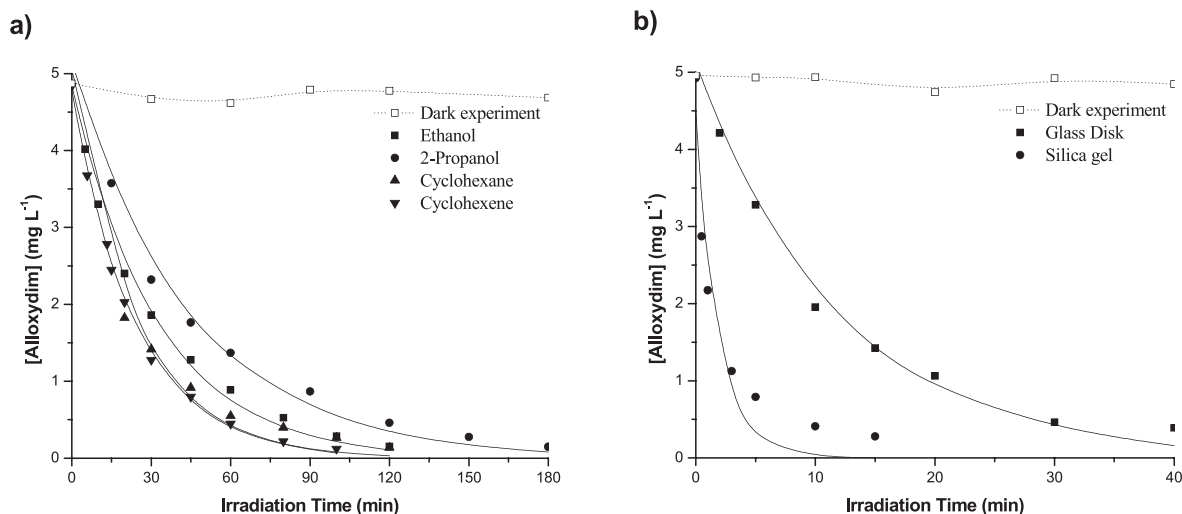 a)
5
4
3
2
1
0
[Alloxydim] (mg L-1)
Dark experiment
Ethanol
2-Propanol
Cyclohexane
Cyclohexene
0 30 60 90 120 150 180
Irradiation Time (min)
b)
5
4
3
2
1
0
[Alloxydim] (mg L-1)
Dark experiment
Glass Disk
Silica gel
0 10 20 30 40
Irradiation Time (min)